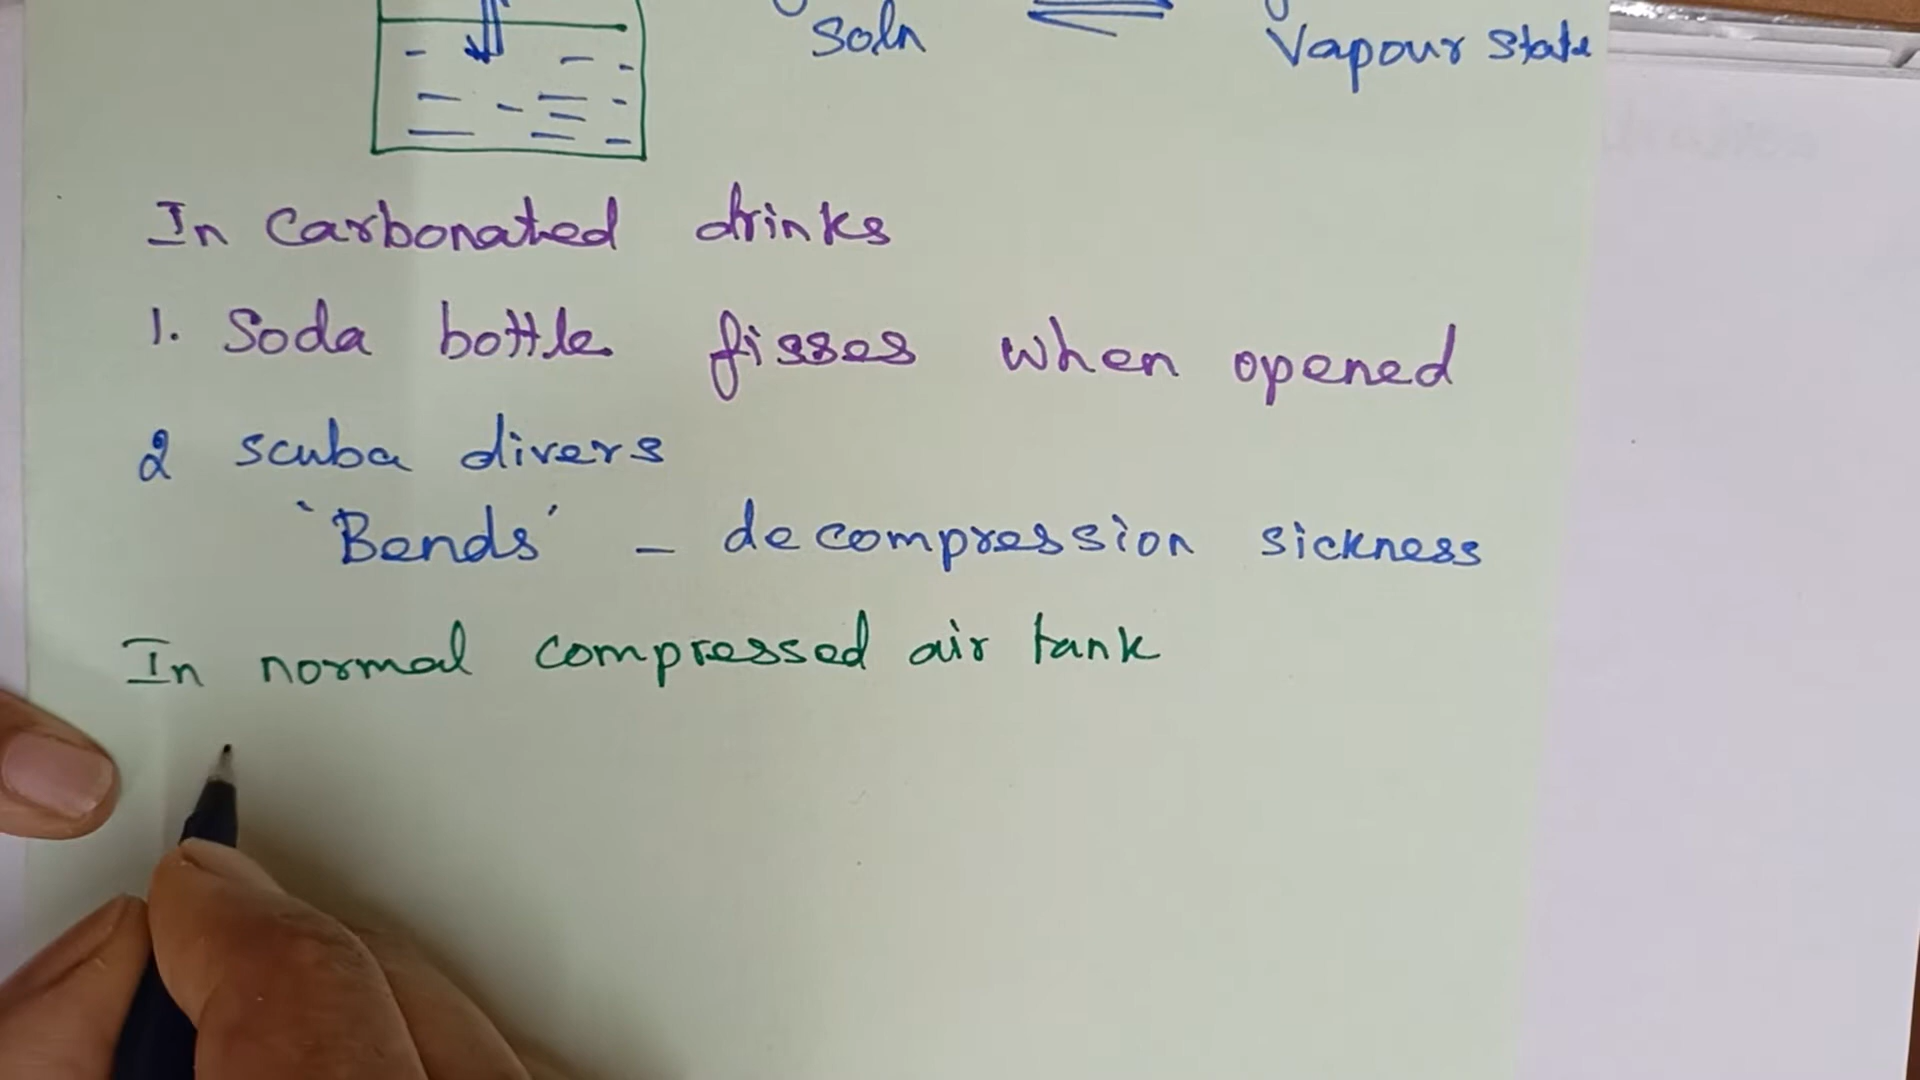 Soln
Vapour state
In carbonated drinks
1. Soda bottle fisses when opened
2 scuba divers
'Bends' - decompression sickness
In normal compressed air tank